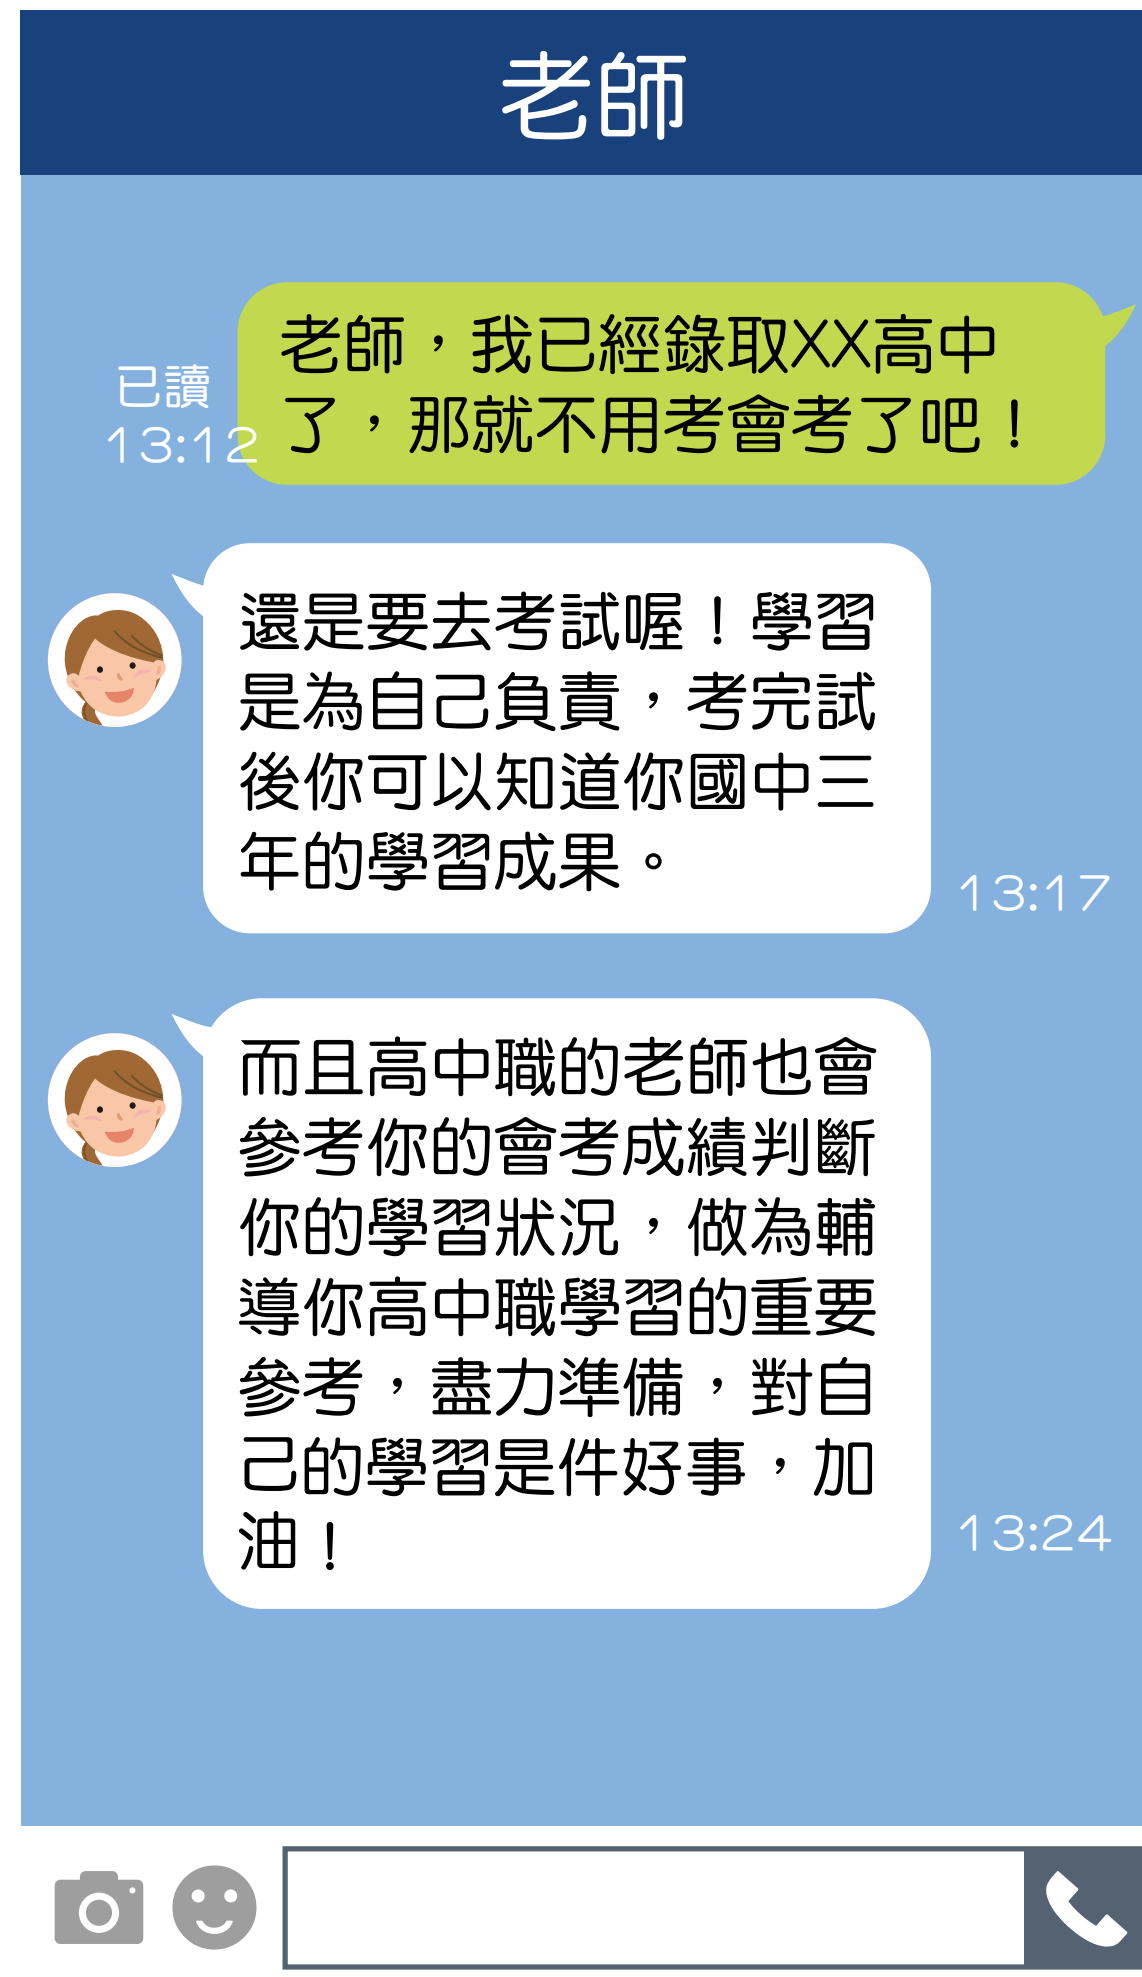 老師
老師，我已經錄取XX高中
了，那就不用考會考了吧！
已讀
13:12
還是要去考試喔！學習
是為自己負責，考完試
後你可以知道你國中三
年的學習成果。
13:17
而且高中職的老師也會
參考你的會考成績判斷
你的學習狀況，做為輔
導你高中職學習的重要
參考，盡力準備，對自
己的學習是件好事，加
油！
13:24